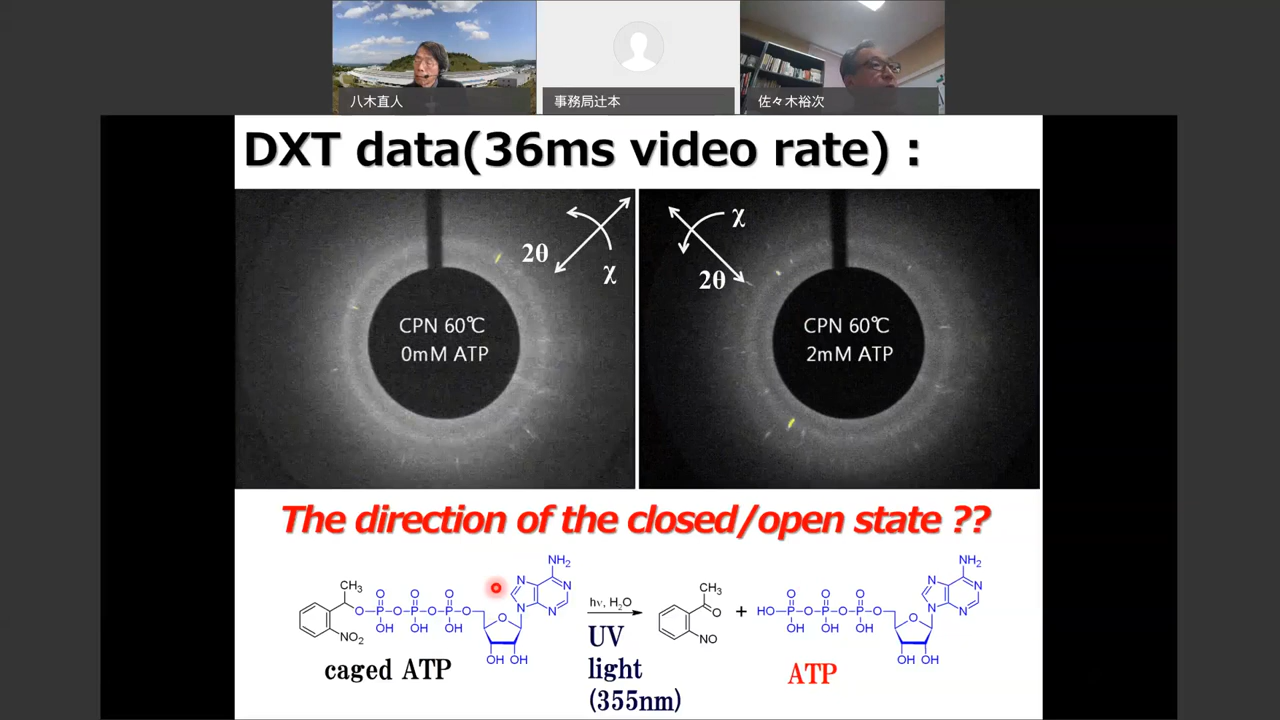 八木直人
事務局辻本
佐々木裕次
DXT data(36ms video rate) :
2θ
χ
CPN 60℃
0mM ATP
χ
2θ
CPN 60℃
2mM ATP
The direction of the closed/open state ??
CH₃
O
P
O
P
O
P
O
O
O
O
OH
OH
OH
NO₂
O
OH
OH
N
N
N
N
NH₂
caged ATP
hν, H₂O
UV
light
(355nm)
CH₃
O
NO
+
HO
P
O
P
O
P
O
O
O
O
OH
OH
OH
O
OH
OH
N
N
N
N
NH₂
ATP